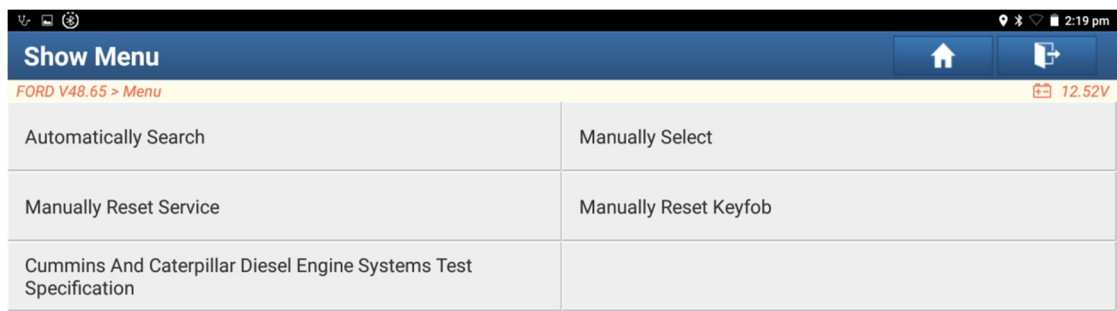 2:19 pm
Show Menu
FORD V48.65 > Menu
12.52V
Automatically Search
Manually Select
Manually Reset Service
Manually Reset Keyfob
Cummins And Caterpillar Diesel Engine Systems Test
Specification